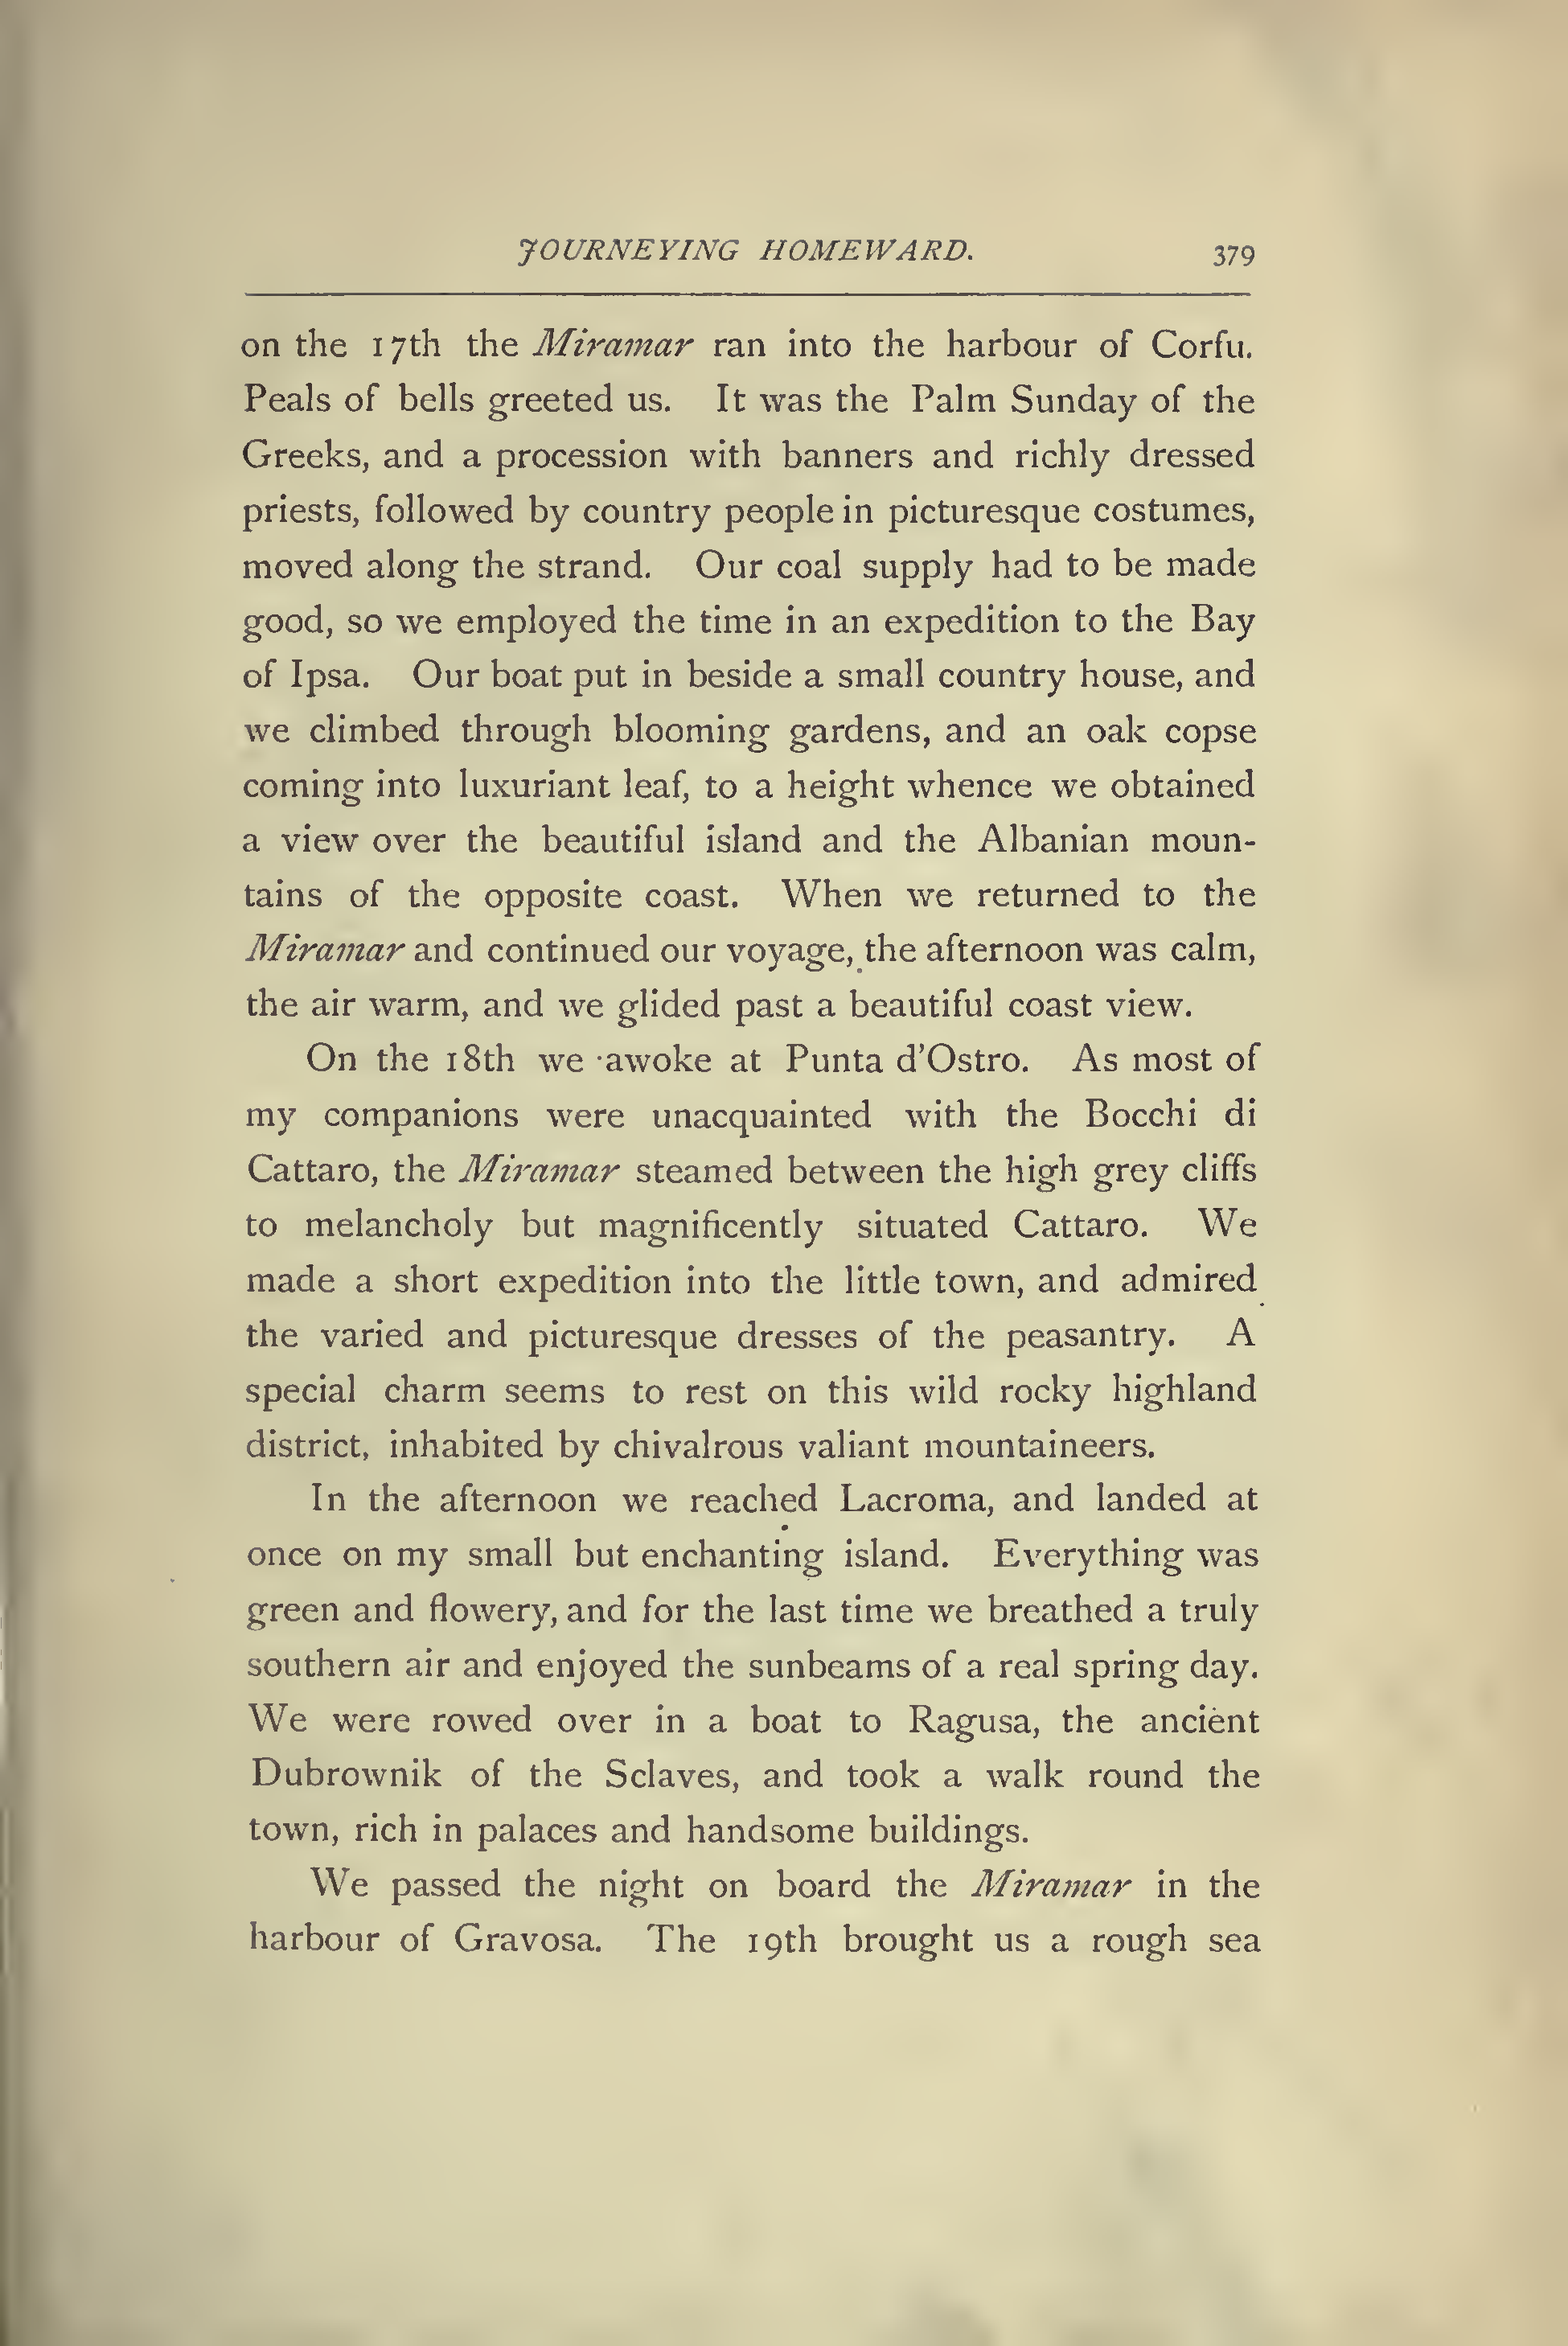 JOURNEYING HOMEWARD. 379
on the 17th the Miramar ran into the harbour of Corfu.
Peals of bells greeted us. It was the Palm Sunday of the
Greeks, and a procession with banners and richly dressed
priests, followed by country people in picturesque costumes,
moved along the strand. Our coal supply had to be made
good, so we employed the time in an expedition to the Bay
of Ipsa. Our boat put in beside a small country house, and
we climbed through blooming gardens, and an oak copse
coming into luxuriant leaf, to a height whence we obtained
a view over the beautiful island and the Albanian moun-
tains of the opposite coast. When we returned to the
Miramar and continued our voyage, the afternoon was calm,
the air warm, and we glided past a beautiful coast view.
On the 18th we awoke at Punta d'Ostro. As most of
my companions were unacquainted with the Bocchi di
Cattaro, the Miramar steamed between the high grey cliffs
to melancholy but magnificently situated Cattaro. We
made a short expedition into the little town, and admired
the varied and picturesque dresses of the peasantry. A
special charm seems to rest on this wild rocky highland
district, inhabited by chivalrous valiant mountaineers.
In the afternoon we reached Lacroma, and landed at
once on my small but enchanting island. Everything was
green and flowery, and for the last time we breathed a truly
southern air and enjoyed the sunbeams of a real spring day.
We were rowed over in a boat to Ragusa, the ancient
Dubrownik of the Sclaves, and took a walk round the
town, rich in palaces and handsome buildings.
We passed the night on board the Miramar in the
harbour of Gravosa. The 19th brought us a rough sea